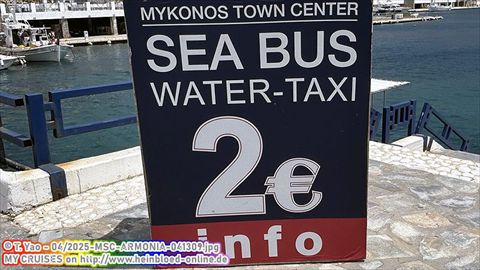 MYKONOS TOWN CENTER
SEA BUS
WATER-TAXI
2€
info
© T. Yao - 04/2025-MSC-ARMONIA-041309.jpg
MY CRUISES on http://www.heinbloed-online.de